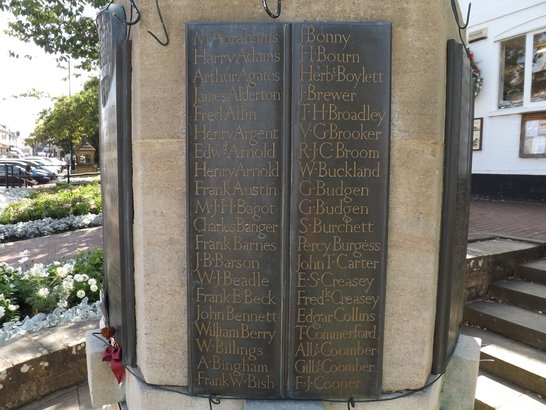 M. Abrahams
Harry Adams
Arthur Agates
James Alderton
Fred Allin
Henry Argent
Edwd Arnold
Henry Arnold
Frank Austin
M.J.H. Bagot
Charles Banger
Frank Barnes
J.B. Barson
W.J. Beadle
Frank E. Beck
John Bennett
William Berry
W. Billings
A. Bingham
Frank W. Bish
J. Bonny
H. Bourn
Herbt Boylett
J. Brewer
T.H. Broadley
V.G. Brooker
R.J.C. Broom
W. Buckland
G. Budgen
G. Budgen
S. Burchett
Percy Burgess
John T. Carter
E.S. Creasey
Fredk Creasey
Edgar Collins
T. Commerford
Albt Coomber
Gilbt Coomber
F.J. Cooper